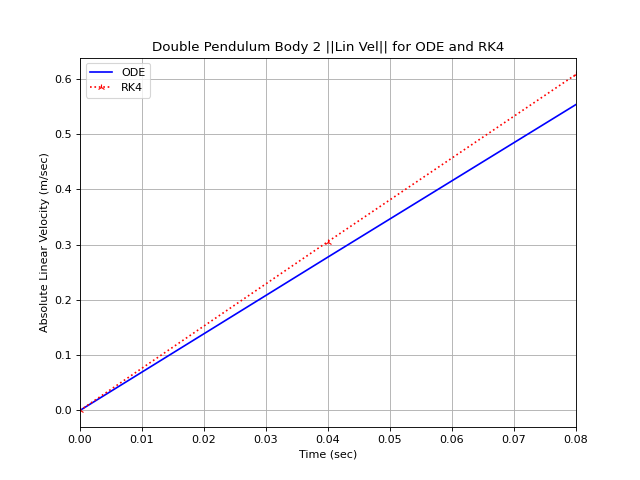 Double Pendulum Body 2 ||Lin Vel|| for ODE and RK4
ODE
RK4
Absolute Linear Velocity (m/sec)
0.6
0.5
0.4
0.3
0.2
0.1
0.0
0.00 0.01 0.02 0.03 0.04 0.05 0.06 0.07 0.08
Time (sec)